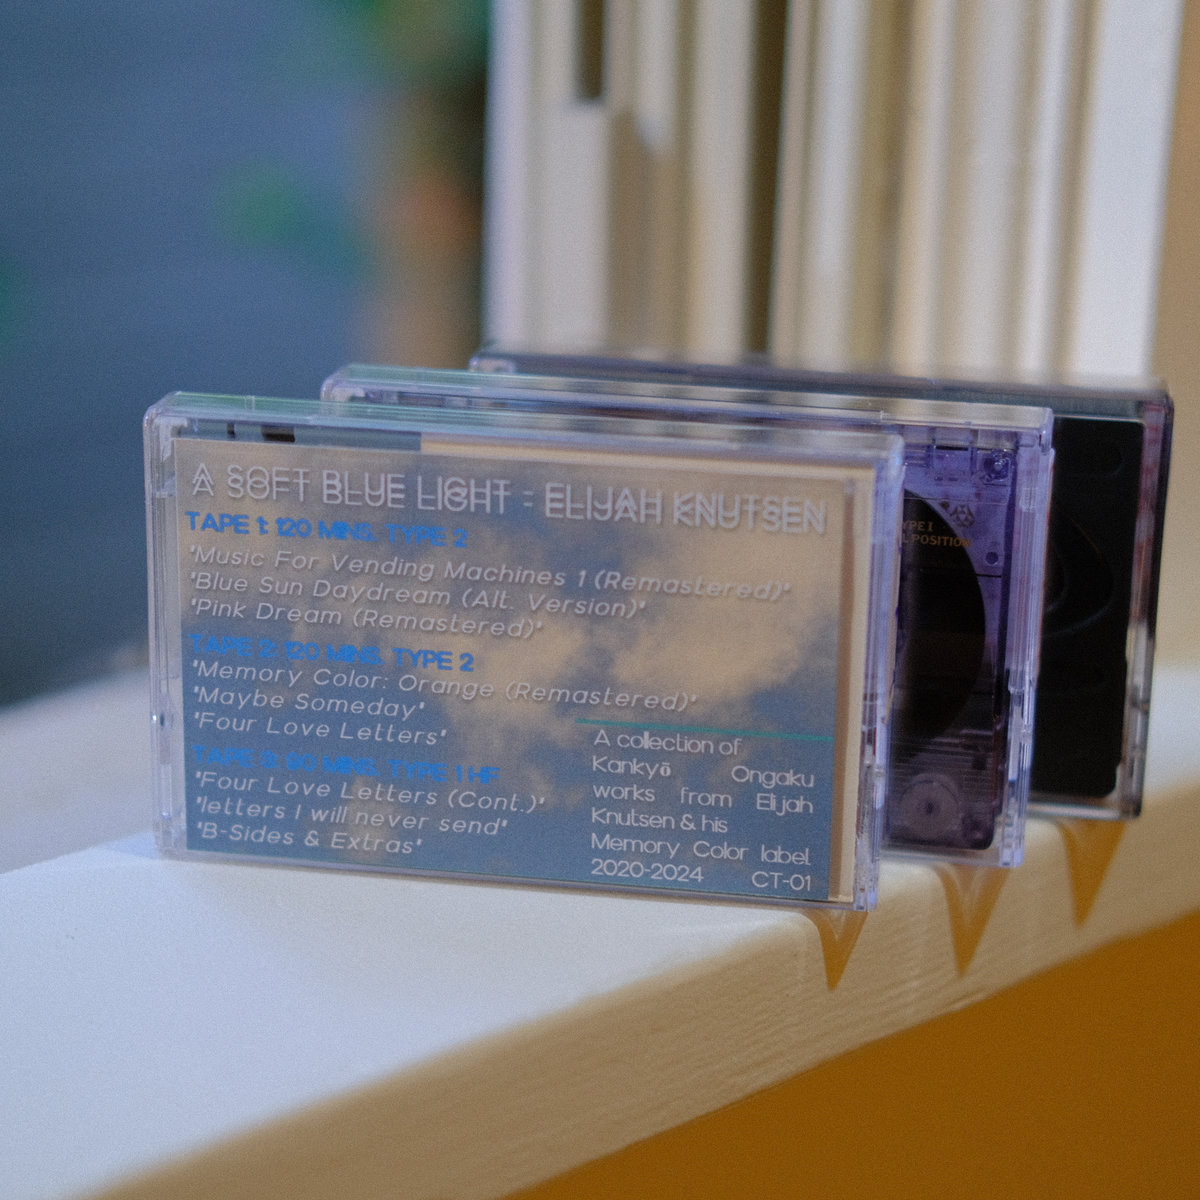 A SOFT BLUE LIGHT - ELIJAH KNUTSEN
TAPE 1: 120 MINS. TYPE 2
'Music For Vending Machines 1 (Remastered)'
'Blue Sun Daydream (Alt. Version)'
'Pink Dream (Remastered)'
TAPE 2: 120 MINS. TYPE 2
'Memory Color: Orange (Remastered)'
'Maybe Someday'
'Four Love Letters'
TAPE 3: 90 MINS. TYPE 1 HF
'Four Love Letters (Cont.)'
'letters I will never send'
'B-Sides & Extras'
A collection of
Kankyō Ongaku
works from Elijah
Knutsen & his
Memory Color label.
2020-2024 CT-01
YPE I
L POSITION